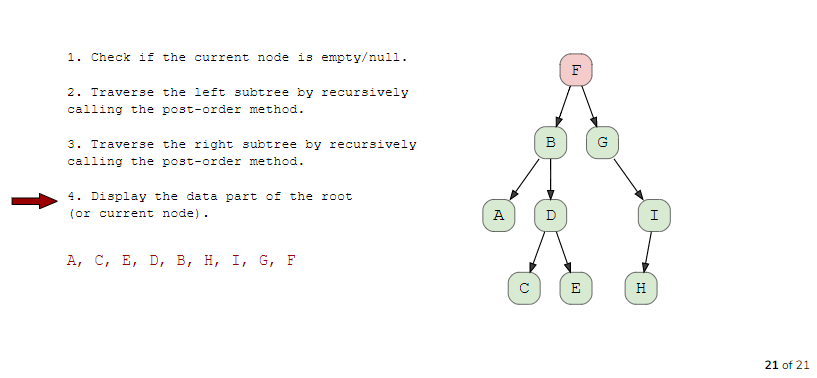 1. Check if the current node is empty/null.
2. Traverse the left subtree by recursively
calling the post-order method.
3. Traverse the right subtree by recursively
calling the post-order method.
4. Display the data part of the root
(or current node).
A, C, E, D, B, H, I, G, F
F
B G
A D I
C E H
21 of 21